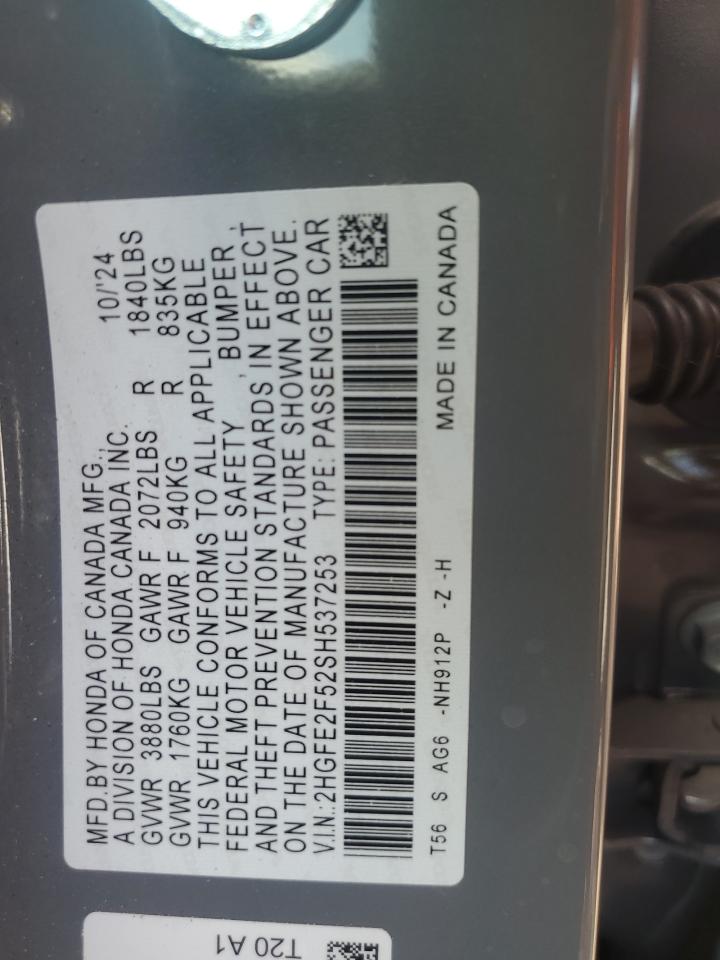 MFD.BY HONDA OF CANADA MFG., 10/'24
A DIVISION OF HONDA CANADA INC.
GVWR 3880LBS GAWR F 2072LBS R 1840LBS
GVWR 1760KG GAWR F 940KG R 835KG
THIS VEHICLE CONFORMS TO ALL APPLICABLE
FEDERAL MOTOR VEHICLE SAFETY, BUMPER,
AND THEFT PREVENTION STANDARDS IN EFFECT
ON THE DATE OF MANUFACTURE SHOWN ABOVE.
V.I.N.:2HGFE2F52SH537253 TYPE: PASSENGER CAR
T56 S AG6 -NH912P -Z -H MADE IN CANADA
T20 A1